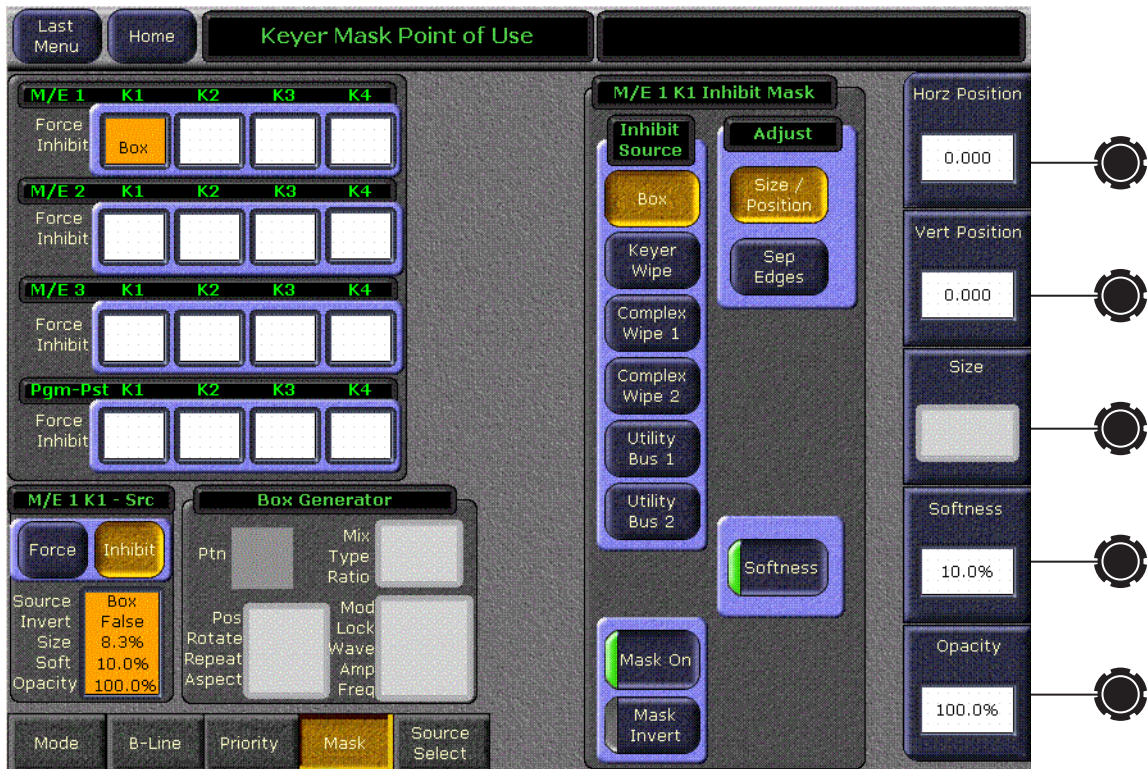 Last
Menu
Home
Keyer Mask Point of Use
M/E 1 K1 K2 K3 K4
Force
Inhibit
Box
M/E 2 K1 K2 K3 K4
Force
Inhibit
M/E 3 K1 K2 K3 K4
Force
Inhibit
Pgm-Pst K1 K2 K3 K4
Force
Inhibit
M/E 1 K1 - Src
Force
Inhibit
Source Box
Invert False
Size 8.3%
Soft 10.0%
Opacity 100.0%
Box Generator
Ptn
Mix
Type
Ratio
Pos
Rotate
Repeat
Aspect
Mod
Lock
Wave
Amp
Freq
M/E 1 K1 Inhibit Mask
Inhibit
Source
Box
Keyer
Wipe
Complex
Wipe 1
Complex
Wipe 2
Utility
Bus 1
Utility
Bus 2
Adjust
Size /
Position
Sep
Edges
Softness
Mask On
Mask
Invert
Horz Position
0.000
Vert Position
0.000
Size
Softness
10.0%
Opacity
100.0%
Mode
B-Line
Priority
Mask
Source
Select